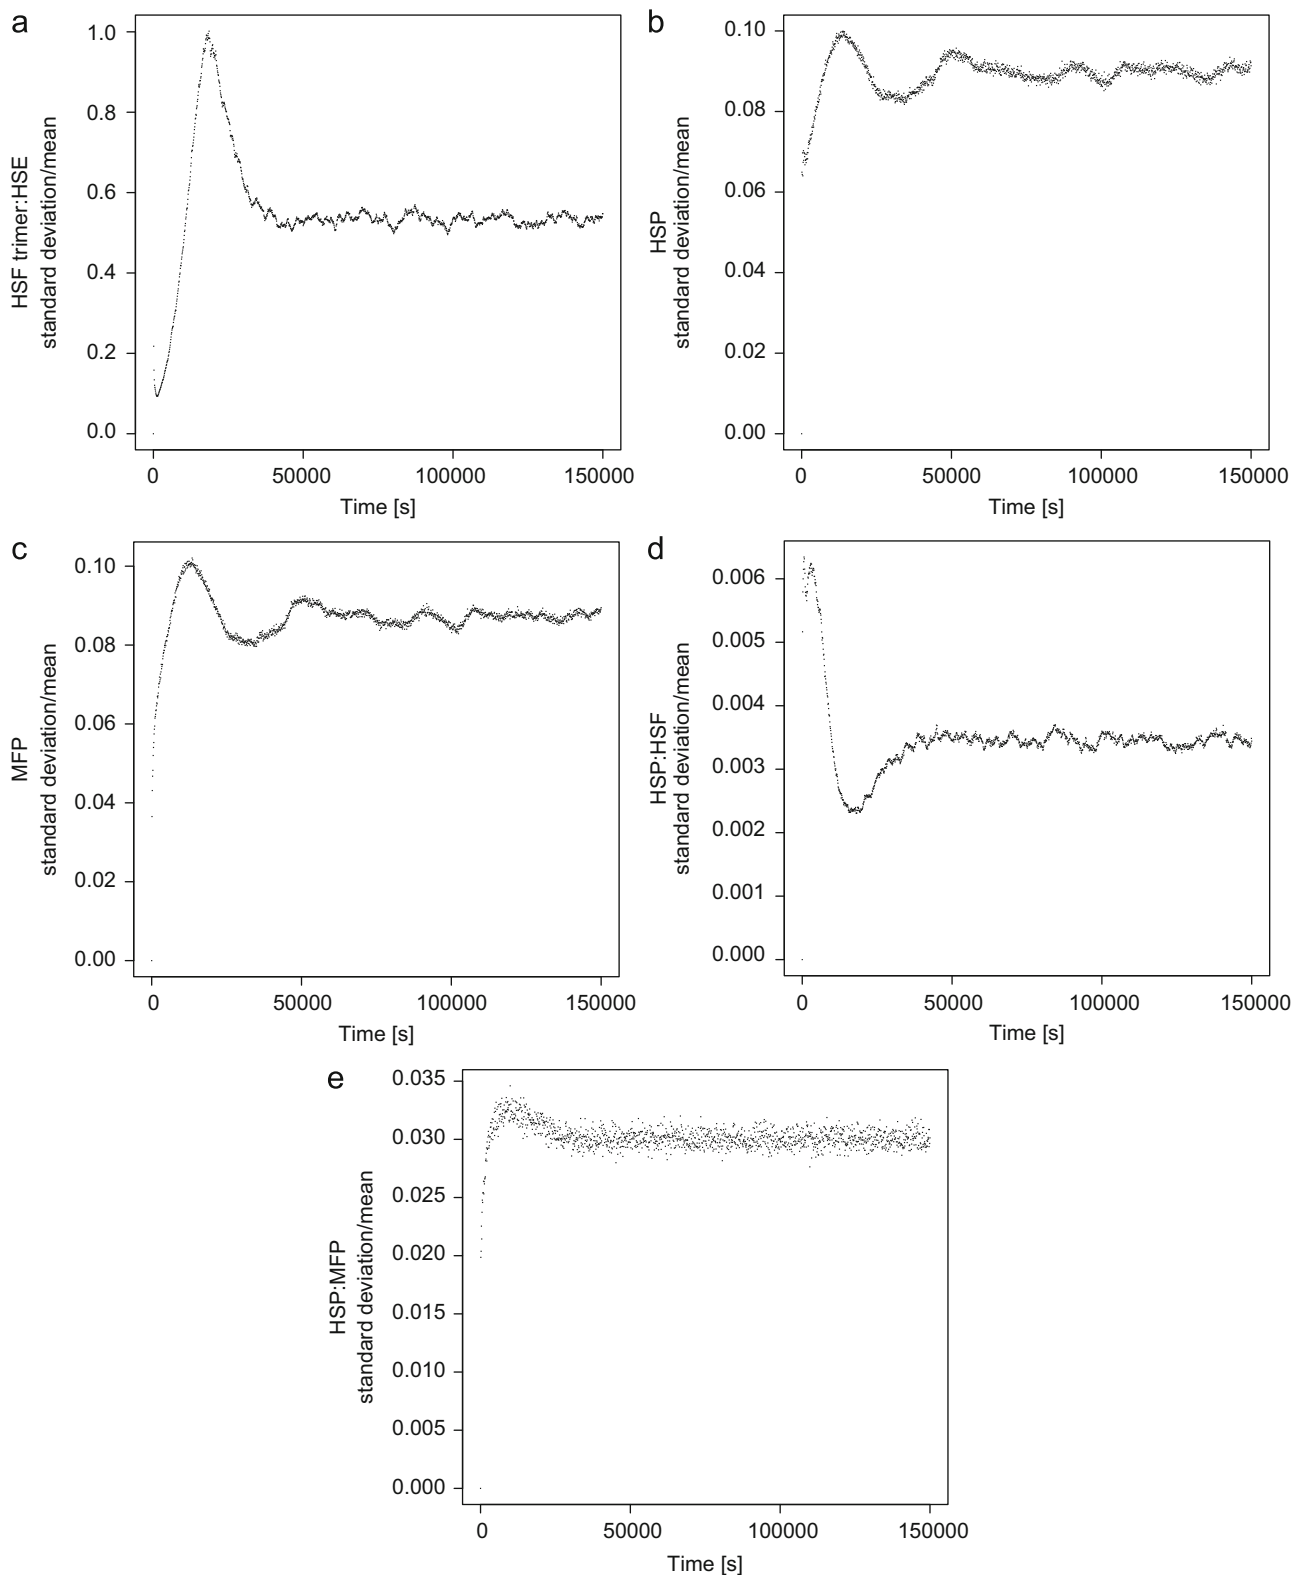 a
HSF trimer:HSE
standard deviation/mean
1.0
0.8
0.6
0.4
0.2
0.0
0
50000
100000
150000
Time [s]
b
HSP
standard deviation/mean
0.10
0.08
0.06
0.04
0.02
0.00
0
50000
100000
150000
Time [s]
c
MFP
standard deviation/mean
0.10
0.08
0.06
0.04
0.02
0.00
0
50000
100000
150000
Time [s]
d
HSP:HSF
standard deviation/mean
0.006
0.005
0.004
0.003
0.002
0.001
0.000
0
50000
100000
150000
Time [s]
e
HSP:MFP
standard deviation/mean
0.035
0.030
0.025
0.020
0.015
0.010
0.005
0.000
0
50000
100000
150000
Time [s]